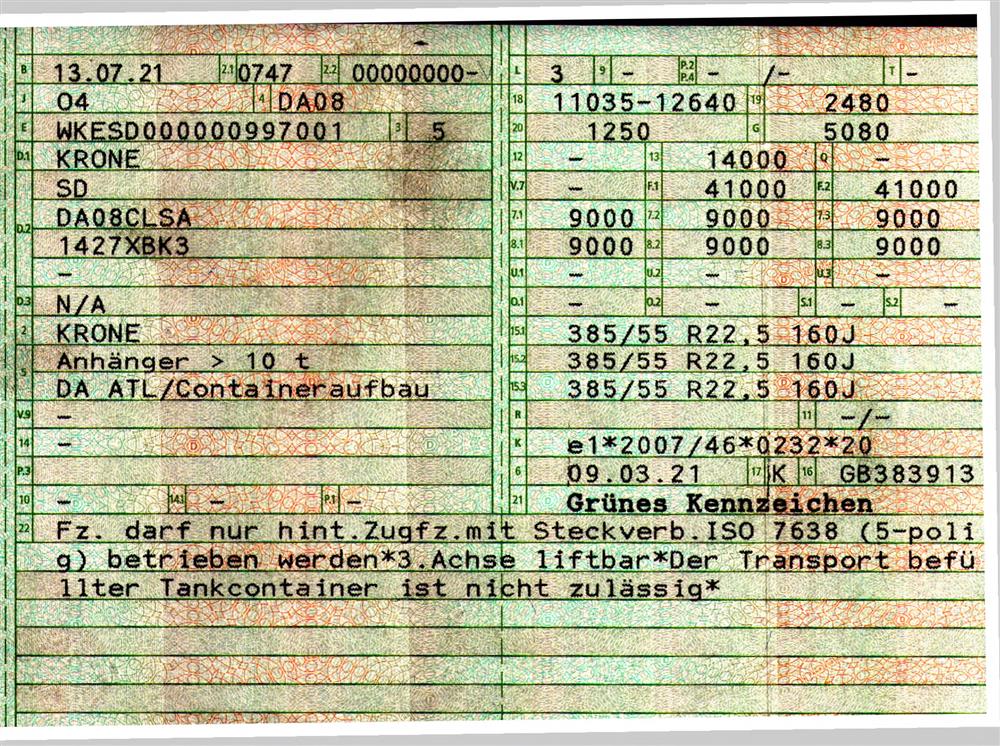 B 13.07.21 2.1 0747 2.2 00000000-
J 04 4 DA08
E WKESD000000997001 3 5
D.1 KRONE
SD
D.2 DA08CLSA
1427XBK3
–
D.3 N/A
2 KRONE
5 Anhänger > 10 t
DA ATL/Containeraufbau
V.9 –
14 –
P.3
10 – 14.1 – P.1 –
L 3 9 – P.2 P.4 – /– T –
18 11035-12640 19 2480
20 1250 G 5080
12 – 13 14000 Q –
V.7 – F.1 41000 F.2 41000
7.1 9000 7.2 9000 7.3 9000
8.1 9000 8.2 9000 8.3 9000
U.1 – U.2 – U.3 –
O.1 – O.2 – S.1 – S.2 –
15.1 385/55 R22,5 160J
15.2 385/55 R22,5 160J
15.3 385/55 R22,5 160J
R 11 –/–
K e1*2007/46*0232*20
6 09.03.21 17 K 16 GB383913
21 Grünes Kennzeichen
22 Fz. darf nur hint.Zugfz.mit Steckverb.ISO 7638 (5-poli
g) betrieben werden*3.Achse liftbar*Der Transport befü
llter Tankcontainer ist nicht zulässig*